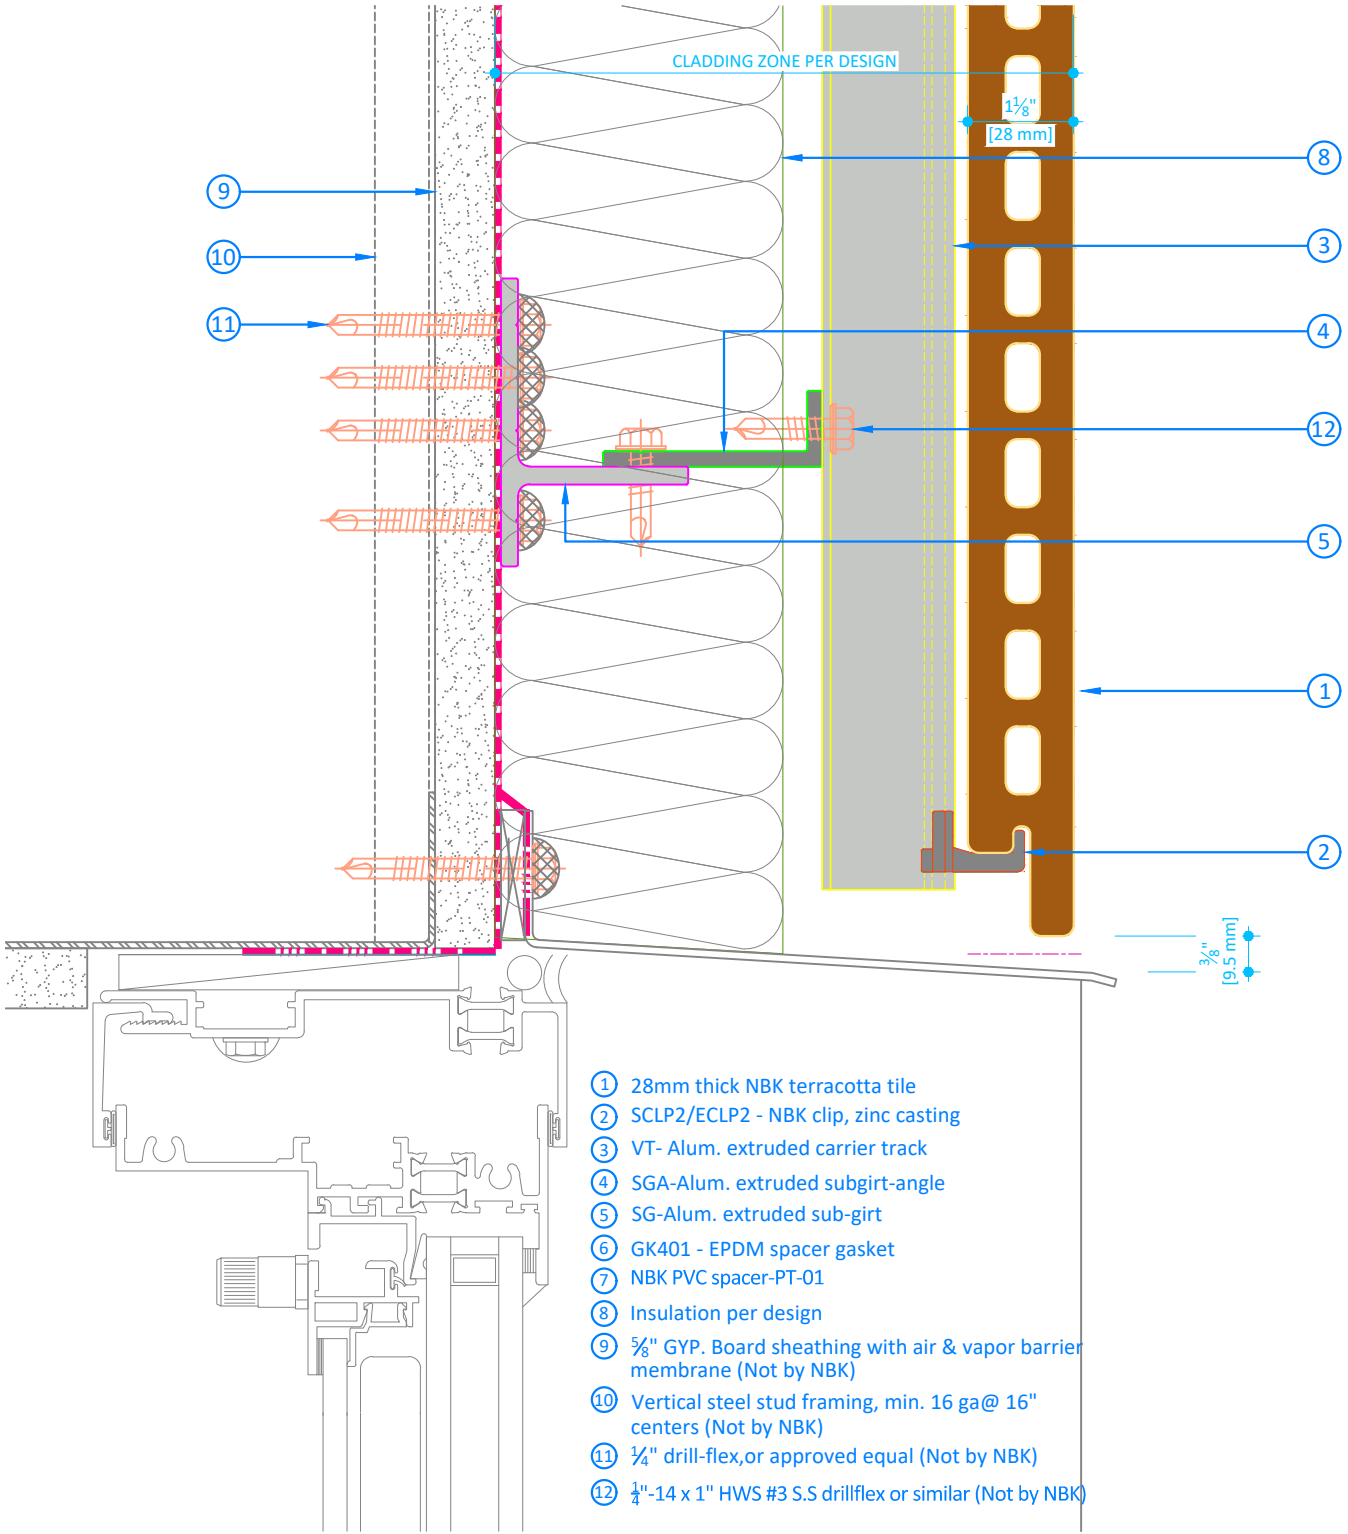 CLADDING ZONE PER DESIGN
1⅛"
[28 mm]
8
9
3
10
11
4
12
5
1
2
⅜"
[9.5 mm]
1 28mm thick NBK terracotta tile
2 SCLP2/ECLP2 - NBK clip, zinc casting
3 VT- Alum. extruded carrier track
4 SGA-Alum. extruded subgirt-angle
5 SG-Alum. extruded sub-girt
6 GK401 - EPDM spacer gasket
7 NBK PVC spacer-PT-01
8 Insulation per design
9 ⅝" GYP. Board sheathing with air & vapor barrier
membrane (Not by NBK)
10 Vertical steel stud framing, min. 16 ga@ 16"
centers (Not by NBK)
11 ¼" drill-flex,or approved equal (Not by NBK)
12 ¼"-14 x 1" HWS #3 S.S drillflex or similar (Not by NBK)